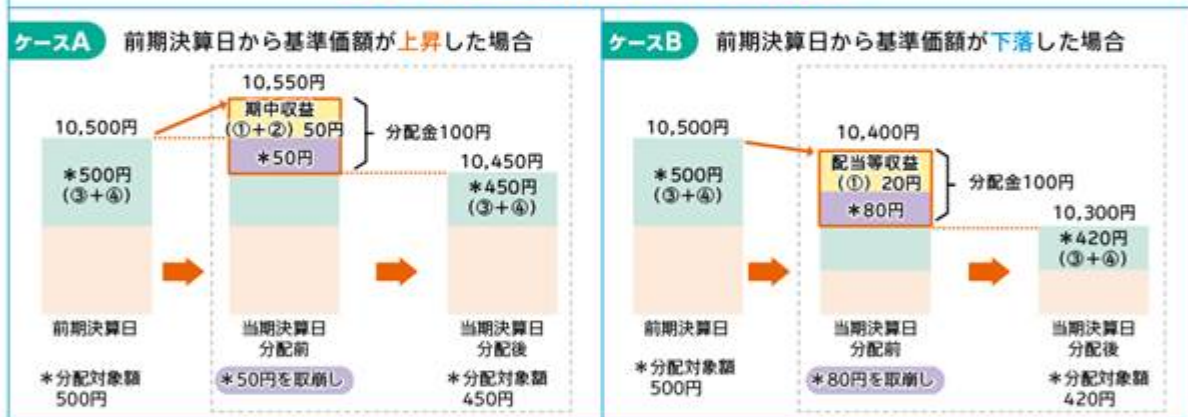 ケースA 前期決算日から基準価額が上昇した場合
10,550円
10,500円
期中収益
(①+②) 50円
分配金100円
*50円
*500円
(③+④)
10,450円
*450円
(③+④)
前期決算日
当期決算日
分配前
当期決算日
分配後
*分配対象額
500円
*50円を取崩し
*分配対象額
450円
ケースB 前期決算日から基準価額が下落した場合
10,500円
10,400円
*500円
(③+④)
配当等収益
(①) 20円
分配金100円
*80円
10,300円
*420円
(③+④)
前期決算日
当期決算日
分配前
当期決算日
分配後
*分配対象額
500円
*80円を取崩し
*分配対象額
420円